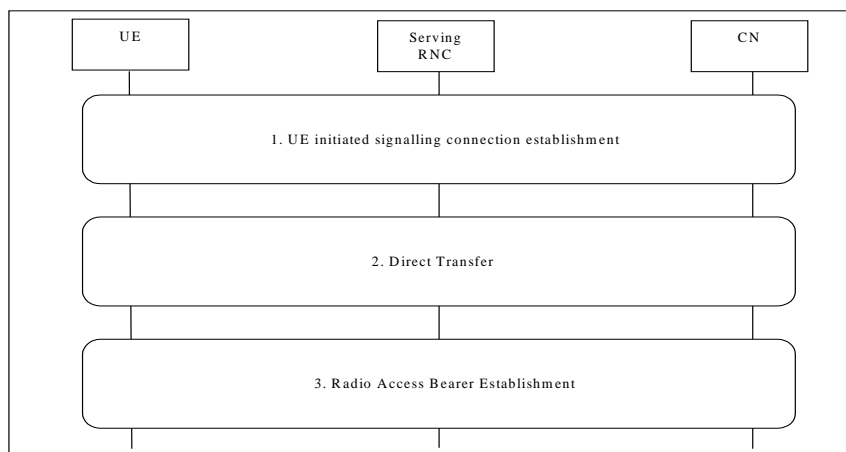 UE
Serving
RNC
CN
1. UE initiated signalling connection establishment
2. Direct Transfer
3. Radio Access Bearer Establishment